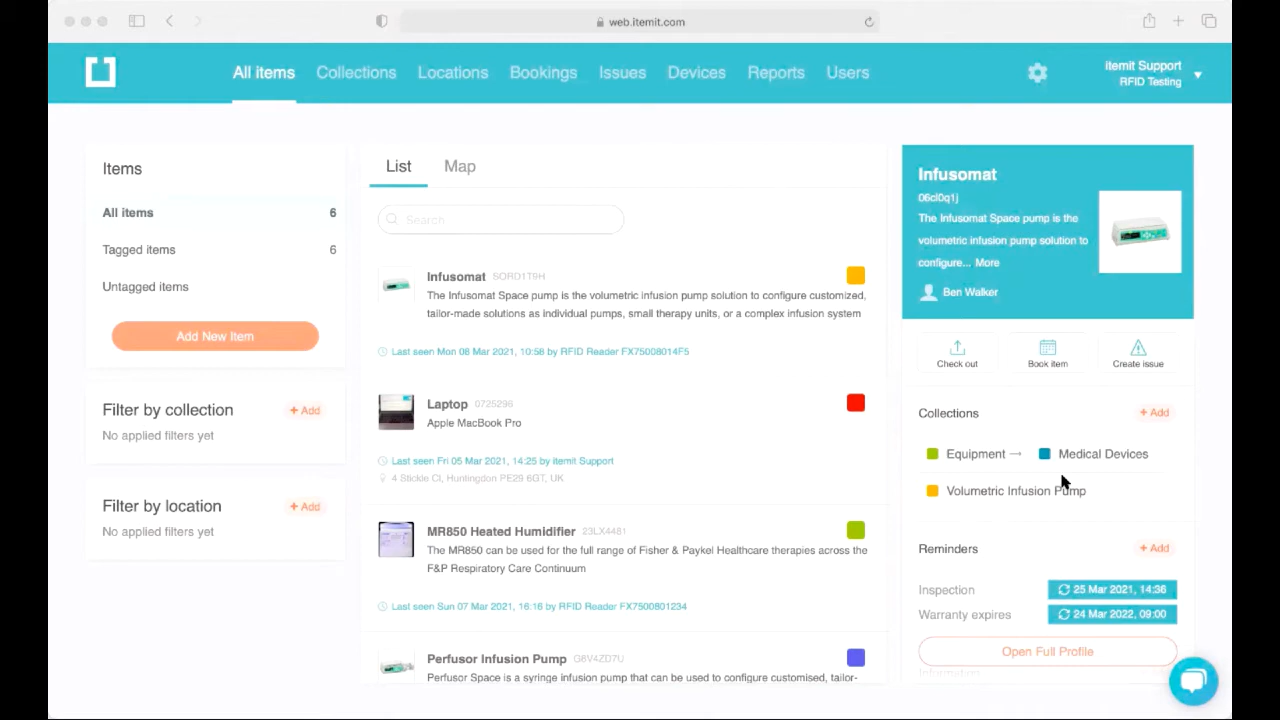 web.itemit.com
All items Collections Locations Bookings Issues Devices Reports Users
itemit Support
RFID Testing
Items
All items 6
Tagged items 6
Untagged items
Add New Item
Filter by collection + Add
No applied filters yet
Filter by location + Add
No applied filters yet
List Map
Search
Infusomat SORD1T9H
The Infusomat Space pump is the volumetric infusion pump solution to configure customized,
tailor-made solutions as individual pumps, small therapy units, or a complex infusion system
Last seen Mon 08 Mar 2021, 10:58 by RFID Reader FX75008014F5
Laptop 0725296
Apple MacBook Pro
Last seen Fri 05 Mar 2021, 14:25 by itemit Support
4 Stickle Cl, Huntingdon PE29 6GT, UK
MR850 Heated Humidifier 23LX4481
The MR850 can be used for the full range of Fisher & Paykel Healthcare therapies across the
F&P Respiratory Care Continuum
Last seen Sun 07 Mar 2021, 16:16 by RFID Reader FX7500801234
Perfusor Infusion Pump G8V4ZD7U
Perfusor Space is a syringe infusion pump that can be used to configure customised, tailor-
Infusomat
06cl0q1j
The Infusomat Space pump is the
volumetric infusion pump solution to
configure... More
Ben Walker
Check out Book item Create issue
Collections + Add
Equipment → Medical Devices
Volumetric Infusion Pump
Reminders + Add
Inspection 25 Mar 2021, 14:36
Warranty expires 24 Mar 2022, 09:00
Open Full Profile
Information